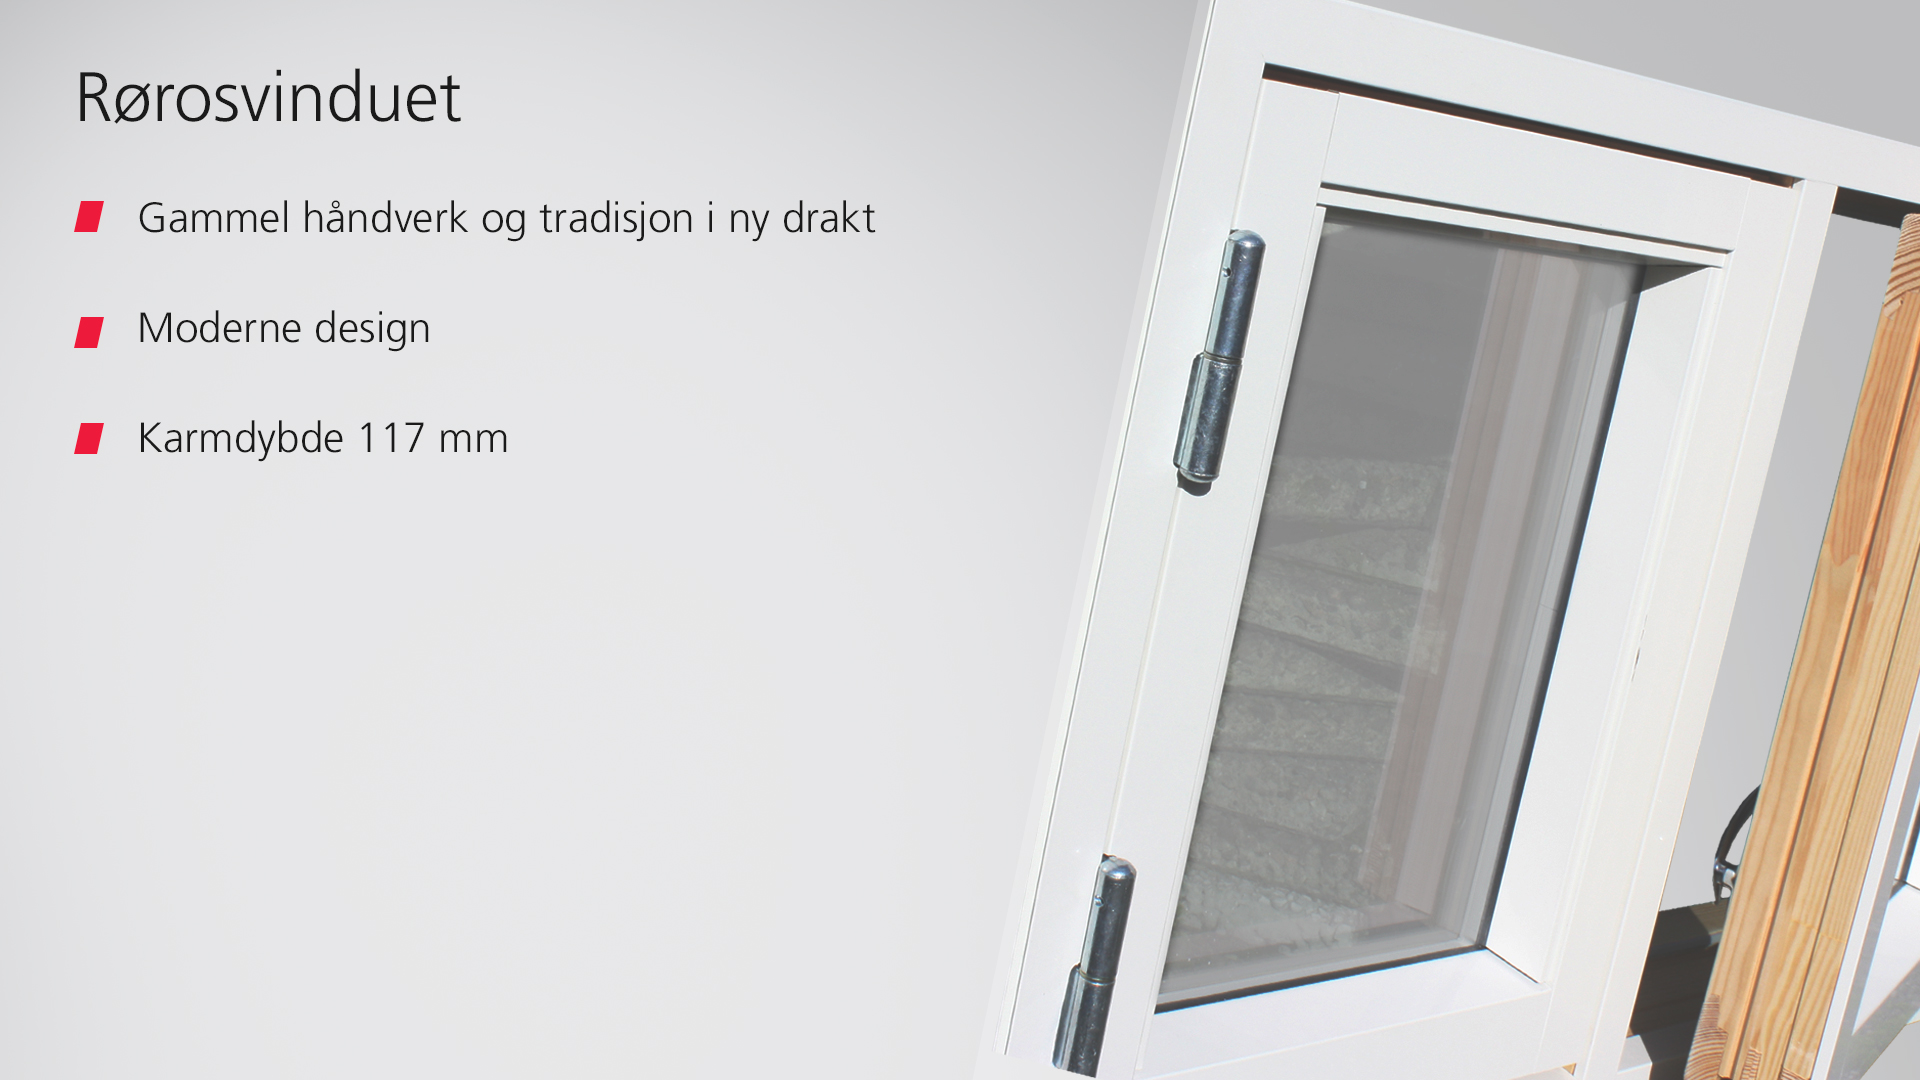 Rørosvinduet
Gammel håndverk og tradisjon i ny drakt
Moderne design
Karmdybde 117 mm